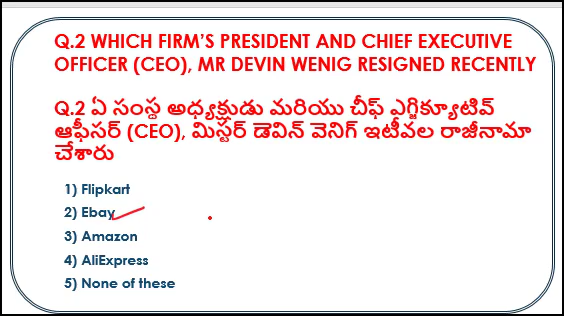 Q.2 WHICH FIRM'S PRESIDENT AND CHIEF EXECUTIVE
OFFICER (CEO), MR DEVIN WENIG RESIGNED RECENTLY
Q.2 ఏ సంస్థ అధ్యక్షుడు మరియు చీఫ్ ఎగ్జిక్యూటివ్
ఆఫీసర్ (CEO), మిస్టర్ డెవిన్ వెనిగ్ ఇటీవల రాజీనామా
చేశారు
1) Flipkart
2) Ebay
3) Amazon
4) AliExpress
5) None of these